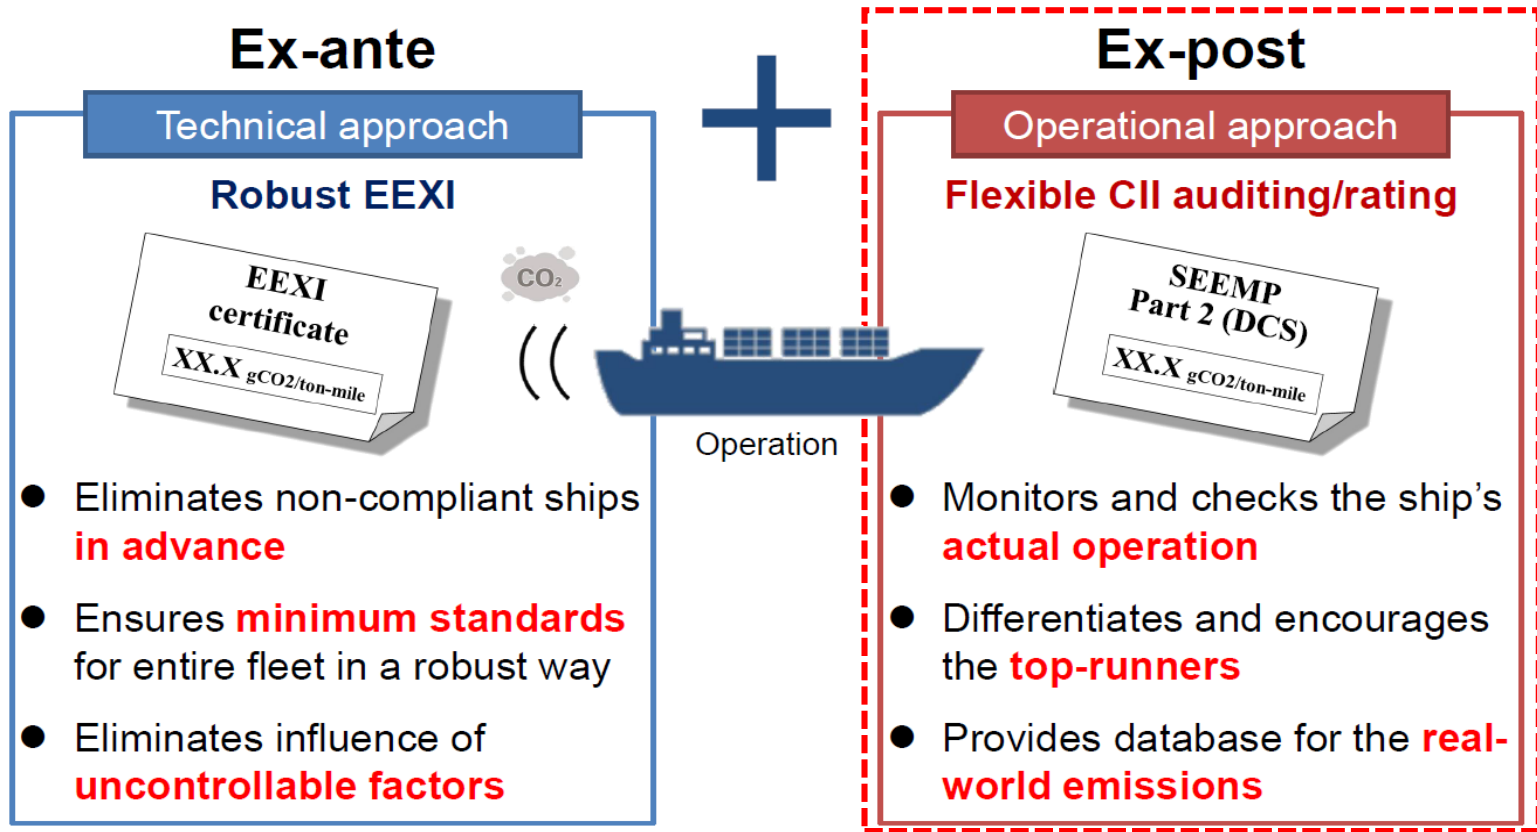 Ex-ante
Technical approach
Robust EEXI
EEXI
certificate
XX.X gCO2/ton-mile
● Eliminates non-compliant ships
in advance
● Ensures minimum standards
for entire fleet in a robust way
● Eliminates influence of
uncontrollable factors
CO₂
Operation
Ex-post
Operational approach
Flexible CII auditing/rating
SEEMP
Part 2 (DCS)
XX.X gCO2/ton-mile
● Monitors and checks the ship’s
actual operation
● Differentiates and encourages
the top-runners
● Provides database for the real-
world emissions